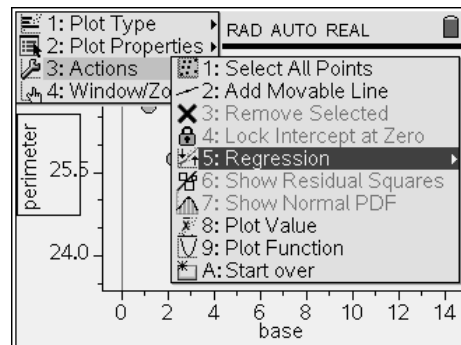 1: Plot Type
2: Plot Properties
3: Actions
4: Window/Zo
RAD AUTO REAL
1: Select All Points
2: Add Movable Line
3: Remove Selected
4: Lock Intercept at Zero
5: Regression
6: Show Residual Squares
7: Show Normal PDF
8: Plot Value
9: Plot Function
A: Start over
perimeter
25.5
24.0
0 2 4 6 8 10 12 14
base